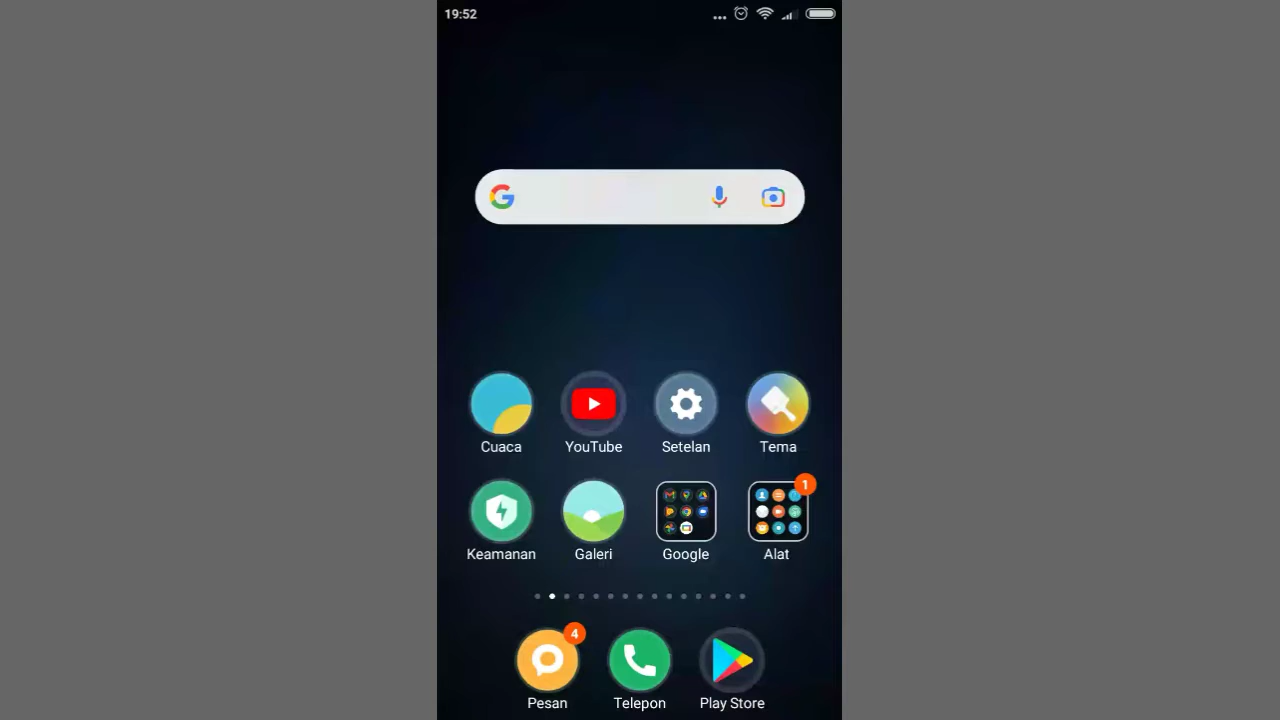 19:52
Cuaca YouTube Setelan Tema
1
Keamanan Galeri Google Alat
4
Pesan Telepon Play Store